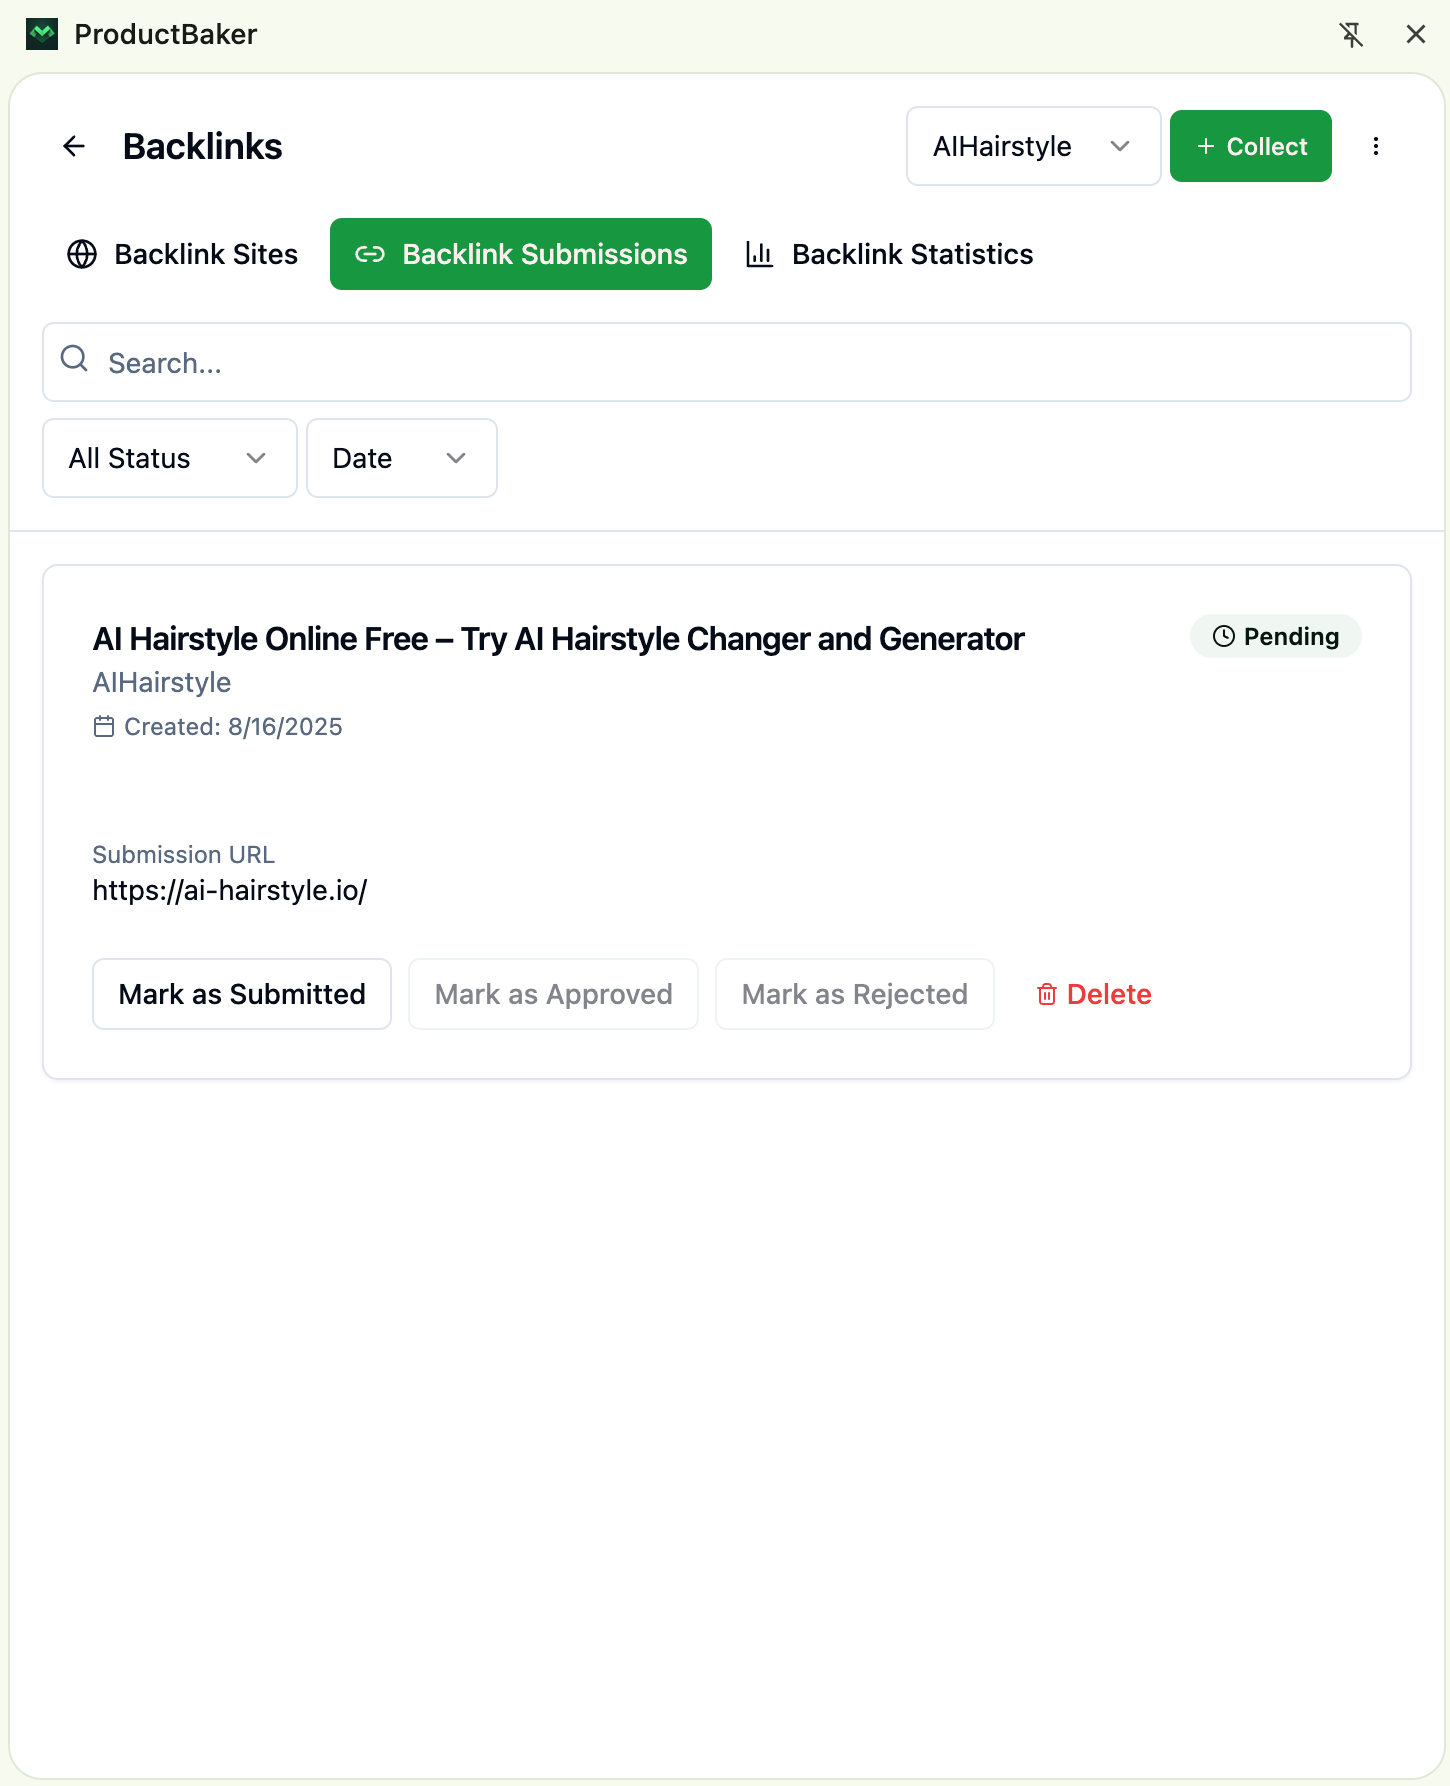 ProductBaker
Backlinks
AIHairstyle
+ Collect
Backlink Sites
Backlink Submissions
Backlink Statistics
Search...
All Status
Date
AI Hairstyle Online Free – Try AI Hairstyle Changer and Generator
Pending
AIHairstyle
Created: 8/16/2025
Submission URL
https://ai-hairstyle.io/
Mark as Submitted
Mark as Approved
Mark as Rejected
Delete